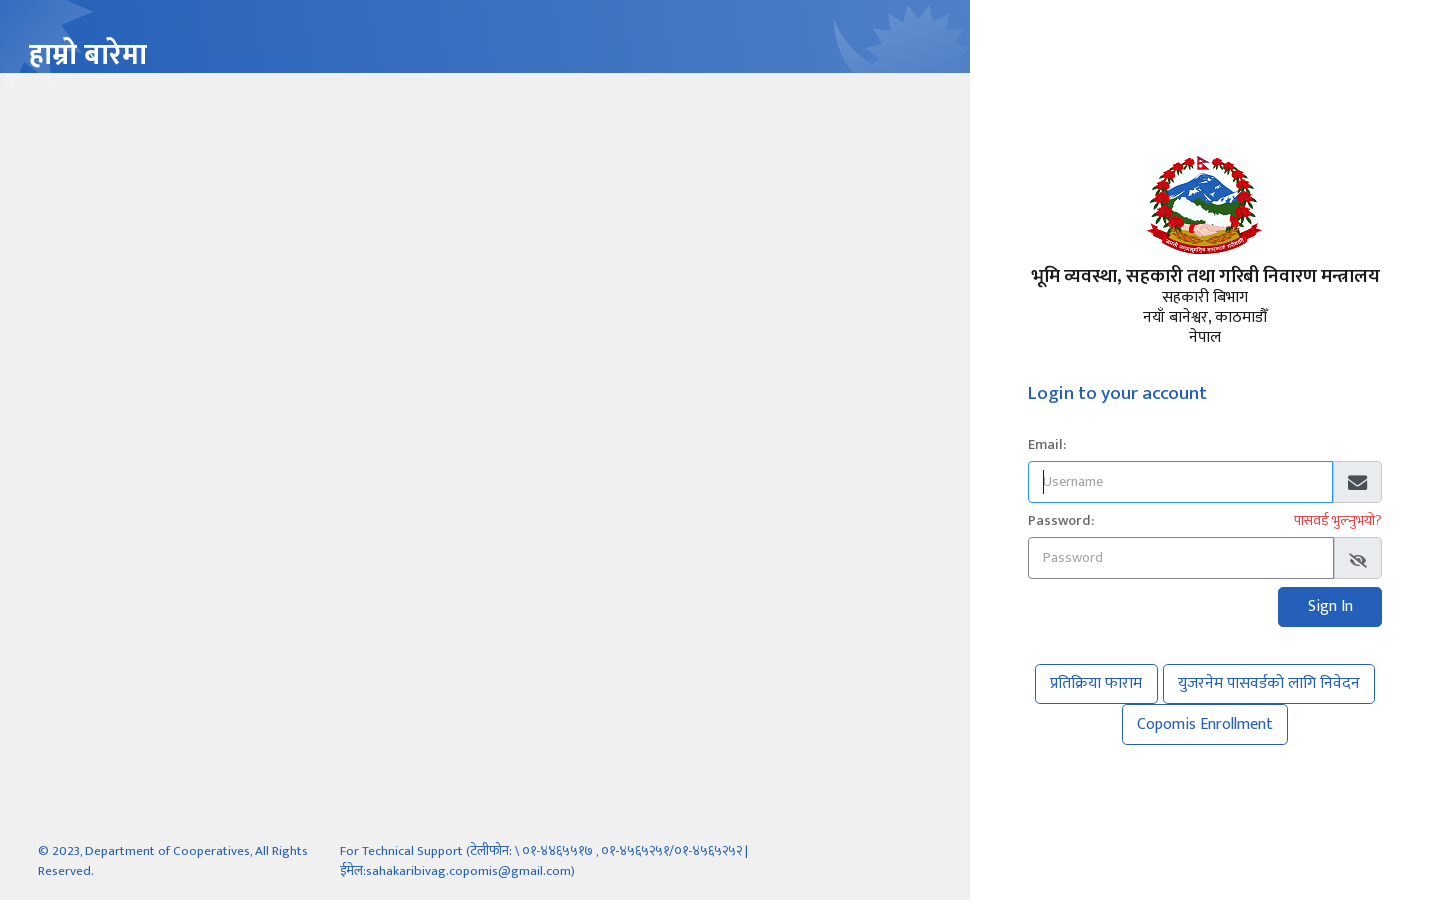 हाम्रो बारेमा
भूमि व्यवस्था, सहकारी तथा गरिबी निवारण मन्त्रालय
सहकारी बिभाग
नयाँ बानेश्वर, काठमाडौँ
नेपाल
Login to your account
Email:
Username
Password:
पासवर्ड भुल्नुभयो?
Password
Sign In
प्रतिक्रिया फाराम
युजरनेम पासवर्डको लागि निवेदन
Copomis Enrollment
© 2023, Department of Cooperatives, All Rights
Reserved.
For Technical Support (टेलीफोन: \ ०१-४४६५५१७ , ०१-४५६५२५१/०१-४५६५२५२ |
ईमेल:sahakaribivag.copomis@gmail.com)